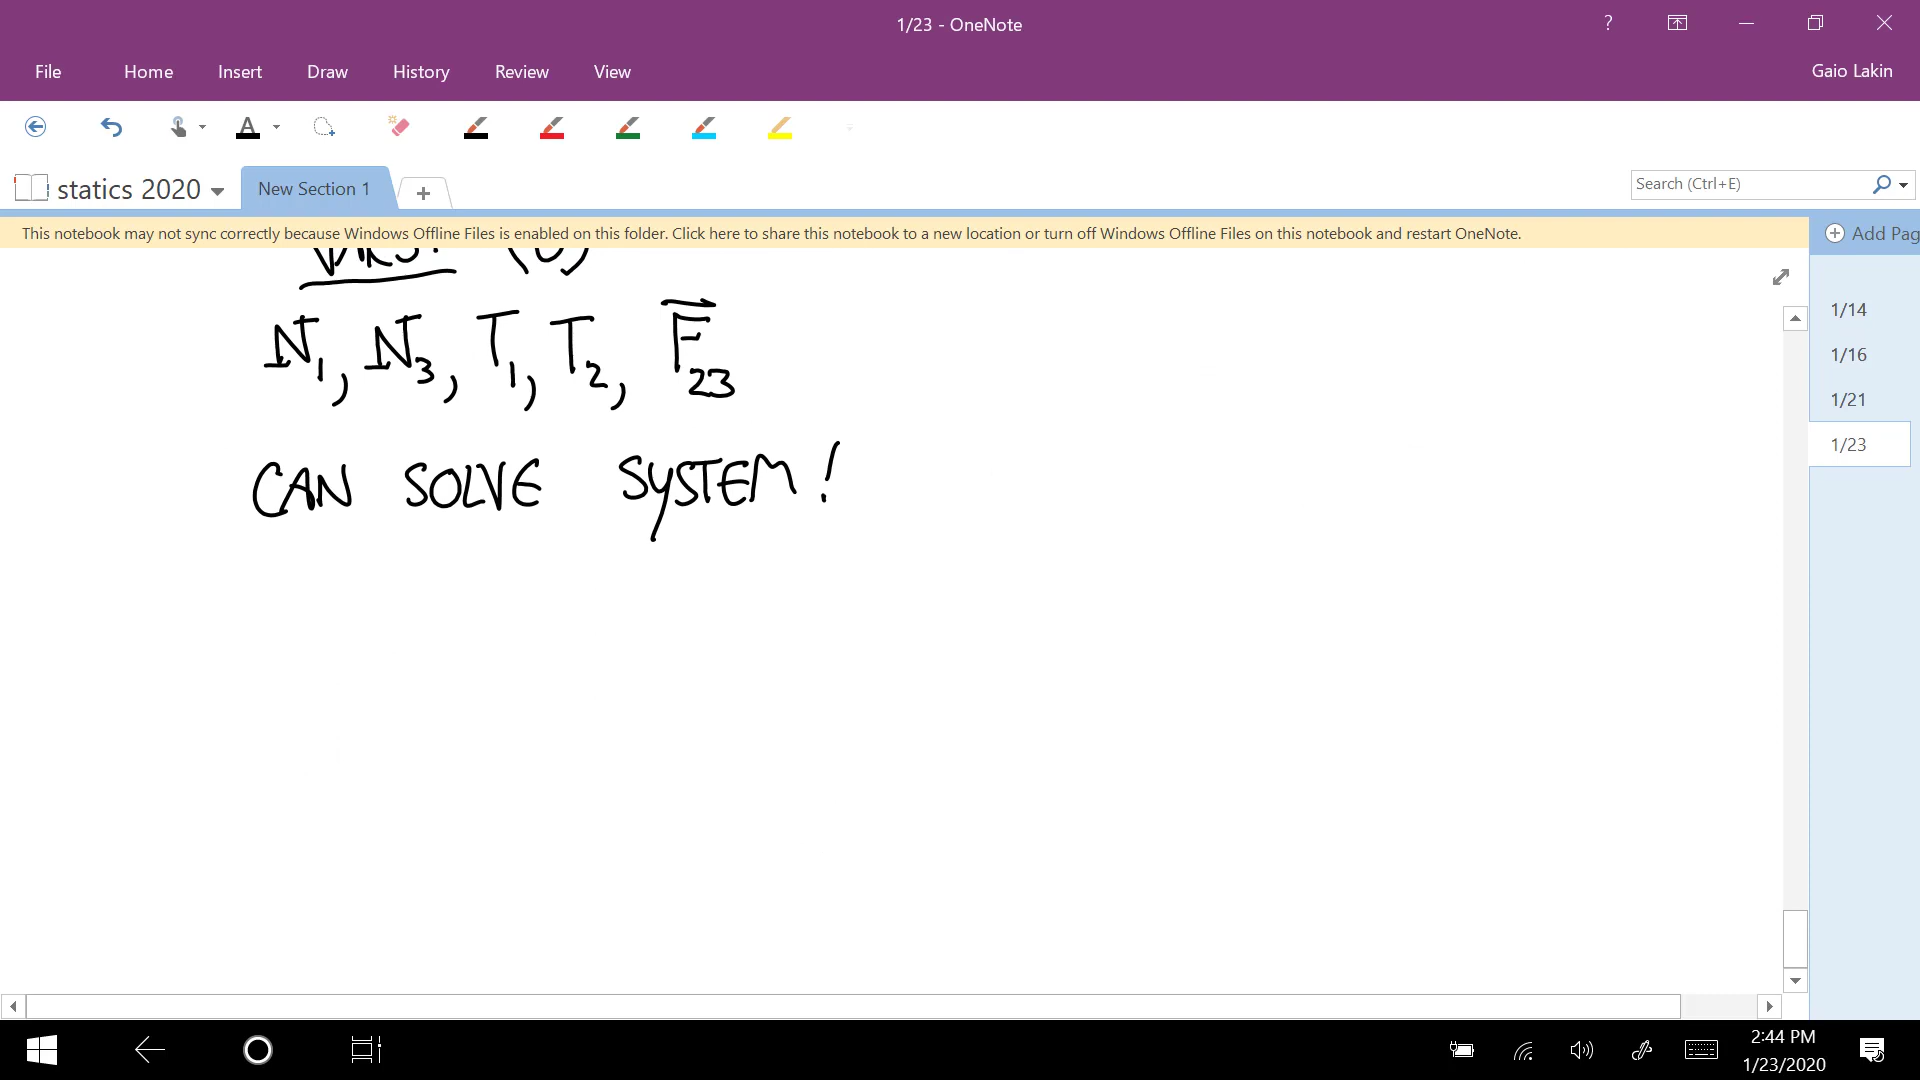 1/23 - OneNote
?
File Home Insert Draw History Review View
Gaio Lakin
A
statics 2020
New Section 1
+
Search (Ctrl+E)
This notebook may not sync correctly because Windows Offline Files is enabled on this folder. Click here to share this notebook to a new location or turn off Windows Offline Files on this notebook and restart OneNote.
Add Pag
1/14
1/16
1/21
1/23
N₁, N₃, T₁, T₂, F⃗₂₃
CAN SOLVE SYSTEM!
2:44 PM
1/23/2020